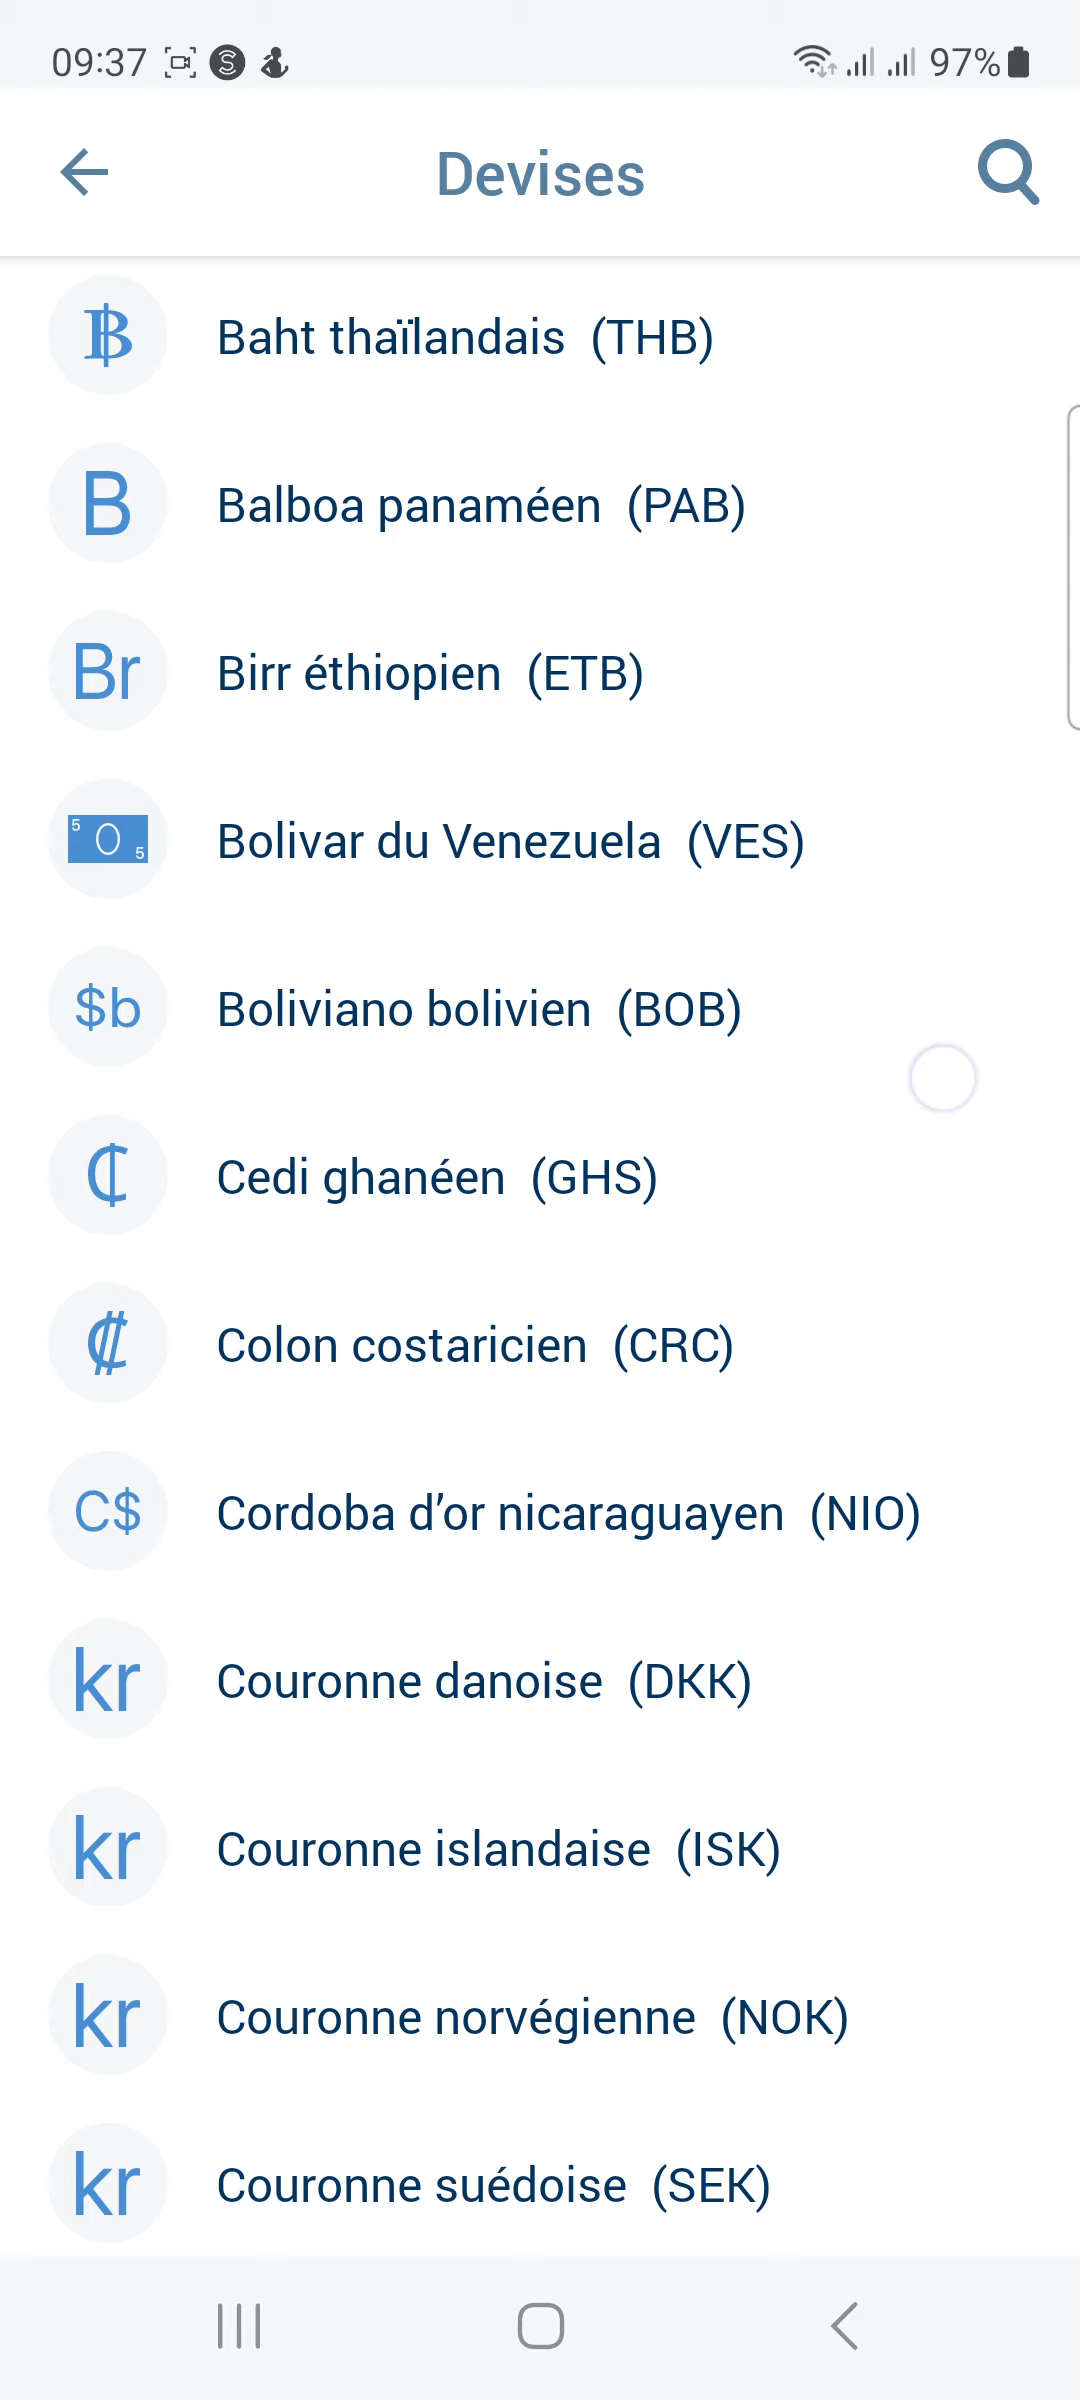 09:37 97%
Devises
฿ Baht thaïlandais (THB)
B Balboa panaméen (PAB)
Br Birr éthiopien (ETB)
5 5 Bolivar du Venezuela (VES)
$b Boliviano bolivien (BOB)
₵ Cedi ghanéen (GHS)
₡ Colon costaricien (CRC)
C$ Cordoba d’or nicaraguayen (NIO)
kr Couronne danoise (DKK)
kr Couronne islandaise (ISK)
kr Couronne norvégienne (NOK)
kr Couronne suédoise (SEK)